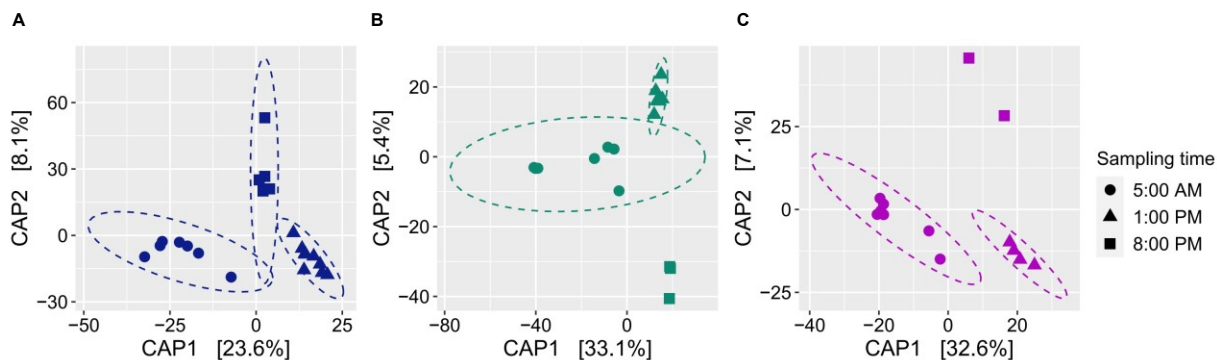 A
B
C
60
30
0
−30
CAP2 [8.1%]
−50
−25
0
25
CAP1 [23.6%]
20
0
−20
−40
CAP2 [5.4%]
−80
−40
0
CAP1 [33.1%]
25
0
−25
CAP2 [7.1%]
−40
−20
0
20
CAP1 [32.6%]
Sampling time
5:00 AM
1:00 PM
8:00 PM